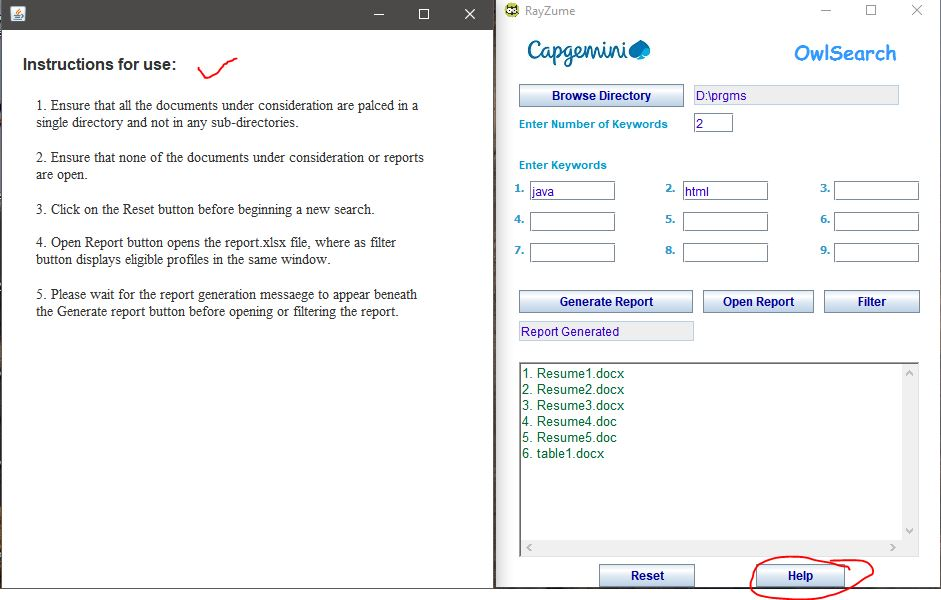 Instructions for use:
1. Ensure that all the documents under consideration are palced in a
single directory and not in any sub-directories.
2. Ensure that none of the documents under consideration or reports
are open.
3. Click on the Reset button before beginning a new search.
4. Open Report button opens the report.xlsx file, where as filter
button displays eligible profiles in the same window.
5. Please wait for the report generation messaege to appear beneath
the Generate report button before opening or filtering the report.
RayZume
Capgemini OwlSearch
Browse Directory D:\prgms
Enter Number of Keywords 2
Enter Keywords
1. java 2. html 3.
4. 5. 6.
7. 8. 9.
Generate Report Open Report Filter
Report Generated
1. Resume1.docx
2. Resume2.docx
3. Resume3.docx
4. Resume4.doc
5. Resume5.doc
6. table1.docx
Reset Help